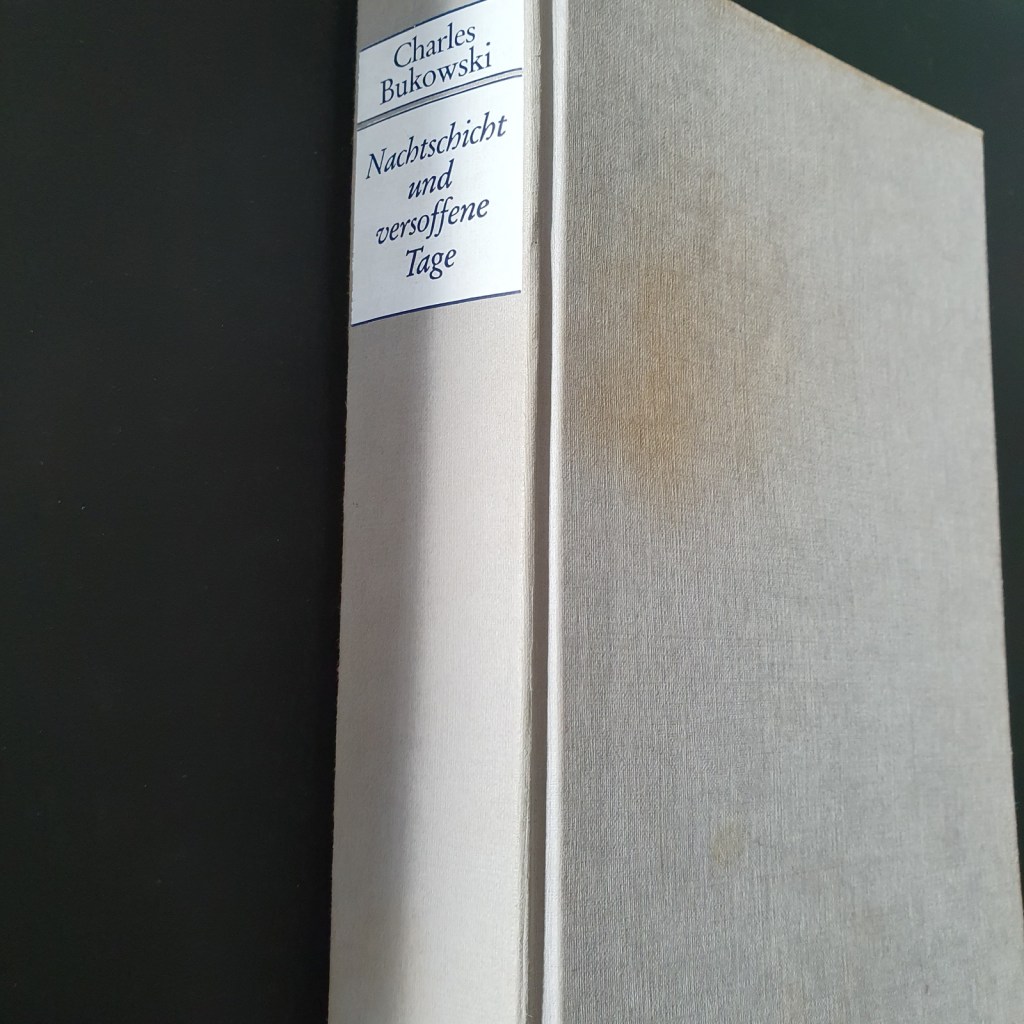 Charles
Bukowski
Nachtschicht
und
versoffene
Tage